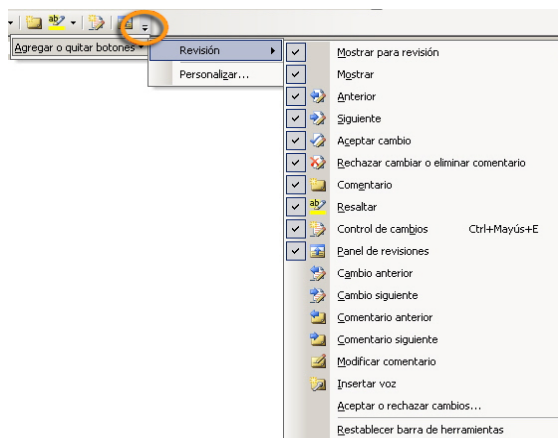 Agregar o quitar botones
Revisión
Personalizar...
Mostrar para revisión
Mostrar
Anterior
Siguiente
Aceptar cambio
Rechazar cambiar o eliminar comentario
Comentario
ab Resaltar
Control de cambios Ctrl+Mayús+E
Panel de revisiones
Cambio anterior
Cambio siguiente
Comentario anterior
Comentario siguiente
Modificar comentario
Insertar voz
Aceptar o rechazar cambios...
Restablecer barra de herramientas